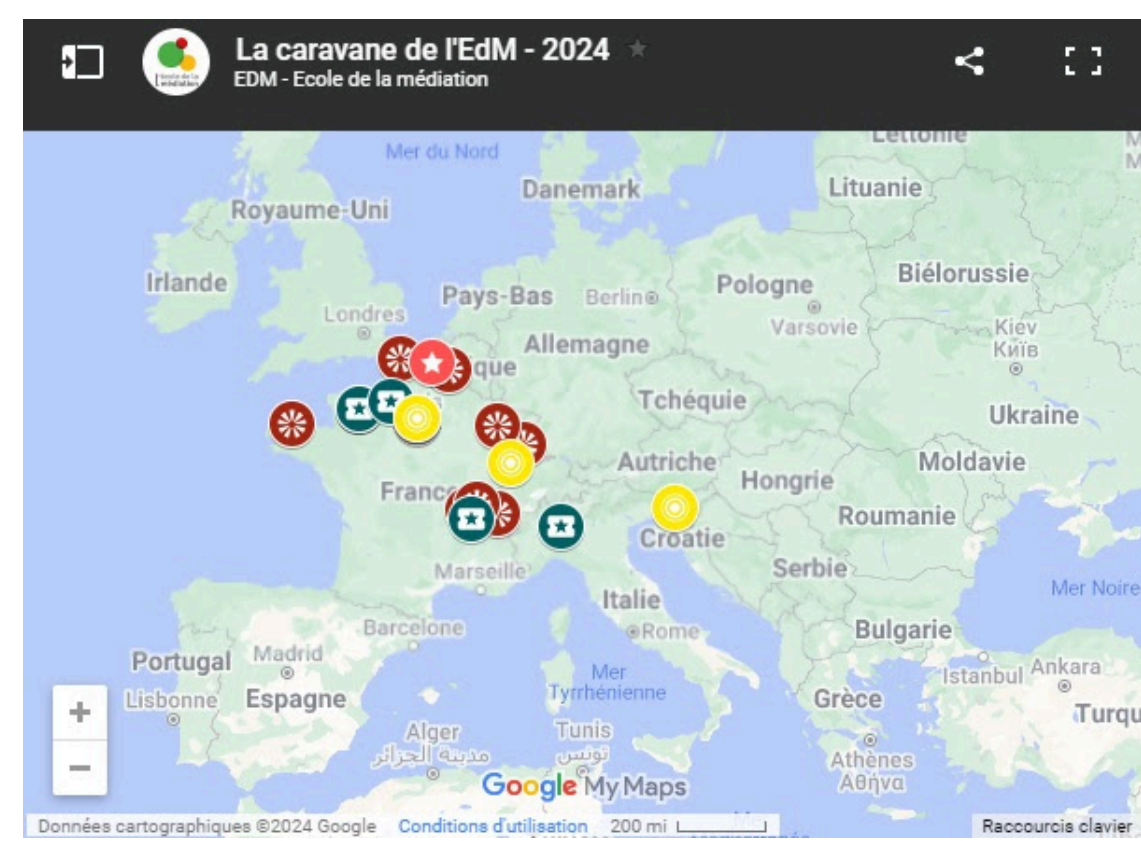 La caravane de l'EdM - 2024
EDM - Ecole de la médiation
Lettonie
Mer du Nord
Danemark
Lituanie
Royaume-Uni
Irlande
Biélorussie
Pays-Bas
Berlin
Pologne
Londres
Varsovie
Kiev
Київ
Allemagne
que
Tchéquie
Ukraine
Autriche
Moldavie
Hongrie
France
Roumanie
Croatie
Marseille
Serbie
Mer Noire
Italie
Barcelone
Rome
Bulgarie
Portugal
Madrid
Mer
Tyrrhénienne
Istanbul
Ankara
Lisbonne
Espagne
Grèce
Turqu
Alger
مدينة الجزائر
Tunis
تونس
Athènes
Αθήνα
+
−
Google My Maps
Données cartographiques ©2024 Google Conditions d'utilisation 200 mi Raccourcis clavier